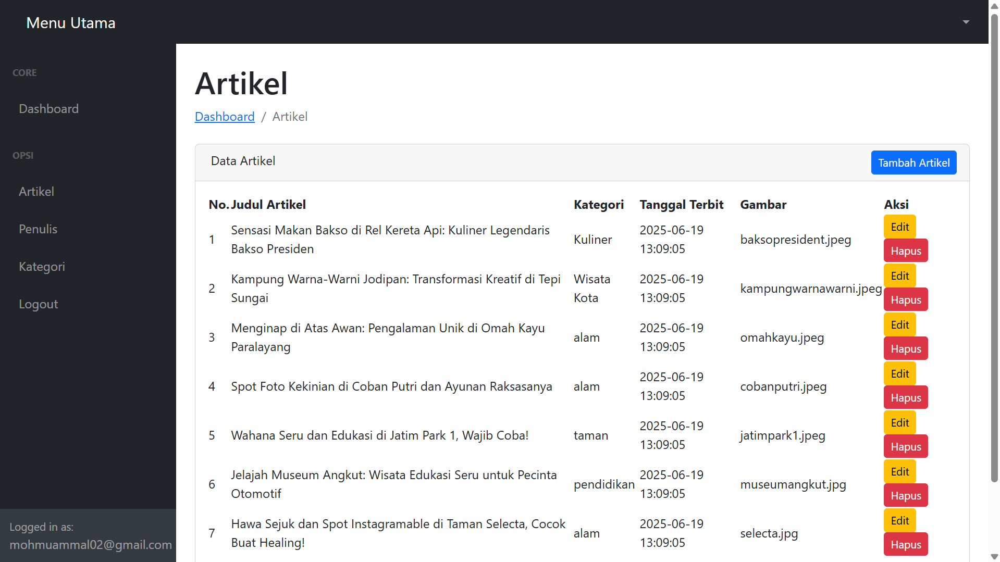 Menu Utama
CORE
Dashboard
OPSI
Artikel
Penulis
Kategori
Logout
Logged in as:
mohmuammal02@gmail.com
Artikel
Dashboard / Artikel
Data Artikel
Tambah Artikel
No. Judul Artikel Kategori Tanggal Terbit Gambar Aksi
1 Sensasi Makan Bakso di Rel Kereta Api: Kuliner Legendaris Bakso Presiden Kuliner 2025-06-19 13:09:05 baksopresident.jpeg Edit Hapus
2 Kampung Warna-Warni Jodipan: Transformasi Kreatif di Tepi Sungai Wisata Kota 2025-06-19 13:09:05 kampungwarnawarni.jpeg Edit Hapus
3 Menginap di Atas Awan: Pengalaman Unik di Omah Kayu Paralayang alam 2025-06-19 13:09:05 omahkayu.jpeg Edit Hapus
4 Spot Foto Kekinian di Coban Putri dan Ayunan Raksasanya alam 2025-06-19 13:09:05 cobanputri.jpeg Edit Hapus
5 Wahana Seru dan Edukasi di Jatim Park 1, Wajib Coba! taman 2025-06-19 13:09:05 jatimpark1.jpeg Edit Hapus
6 Jelajah Museum Angkut: Wisata Edukasi Seru untuk Pecinta Otomotif pendidikan 2025-06-19 13:09:05 museumangkut.jpg Edit Hapus
7 Hawa Sejuk dan Spot Instagramable di Taman Selecta, Cocok Buat Healing! alam 2025-06-19 13:09:05 selecta.jpg Edit Hapus